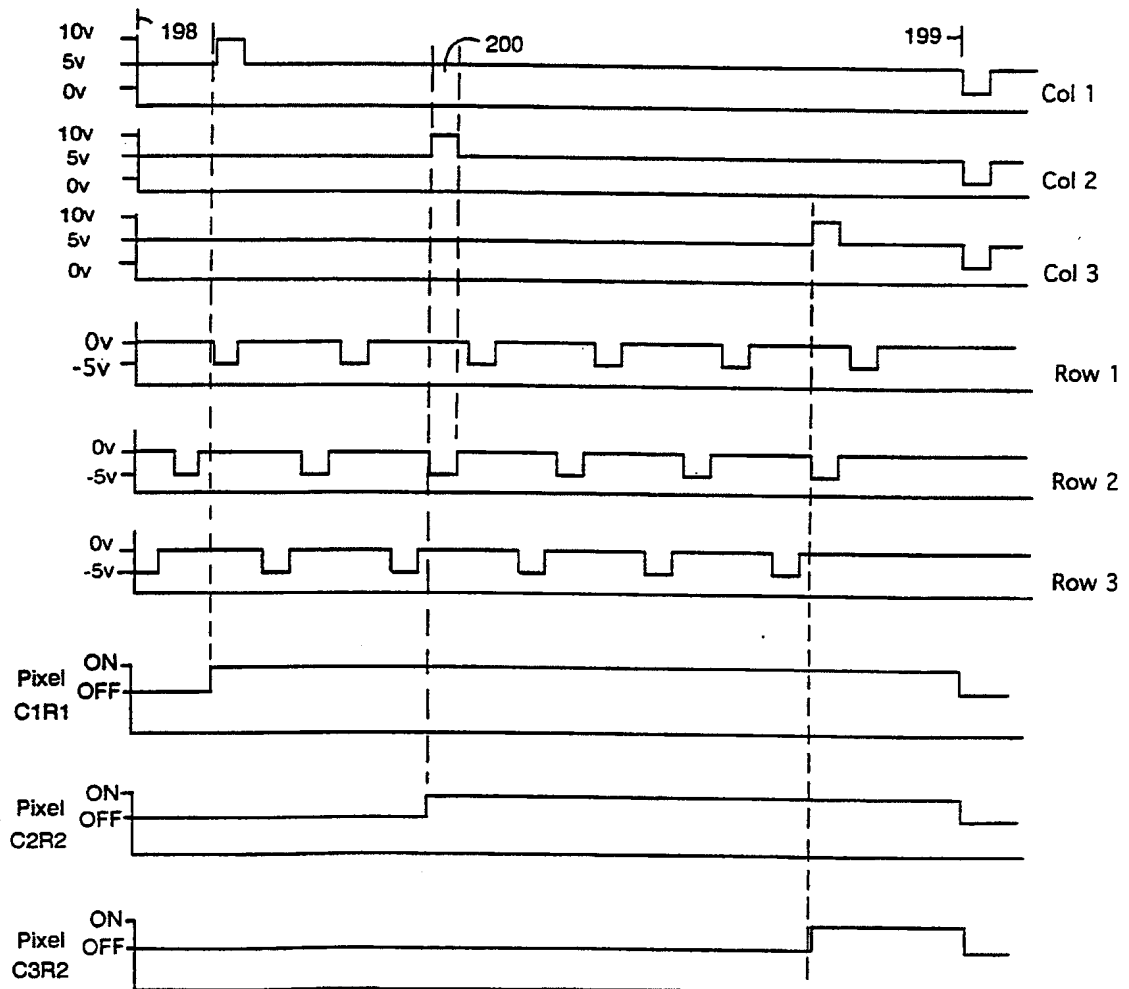 198
200
199
10v
5v
0v
Col 1
10v
5v
0v
Col 2
10v
5v
0v
Col 3
0v
-5v
Row 1
0v
-5v
Row 2
0v
-5v
Row 3
Pixel C1R1
ON
OFF
Pixel C2R2
ON
OFF
Pixel C3R2
ON
OFF